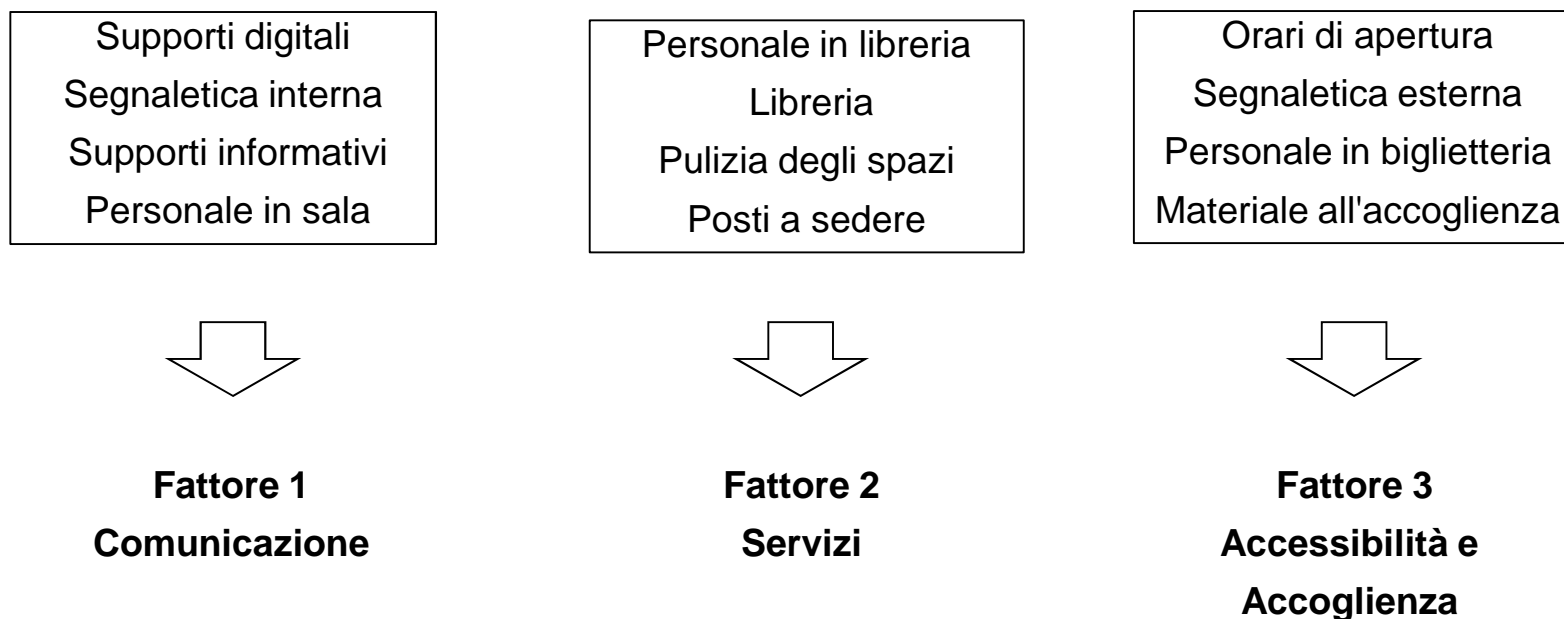 Supporti digitali
Segnaletica interna
Supporti informativi
Personale in sala
Personale in libreria
Libreria
Pulizia degli spazi
Posti a sedere
Orari di apertura
Segnaletica esterna
Personale in biglietteria
Materiale all'accoglienza
Fattore 1
Comunicazione
Fattore 2
Servizi
Fattore 3
Accessibilità e
Accoglienza